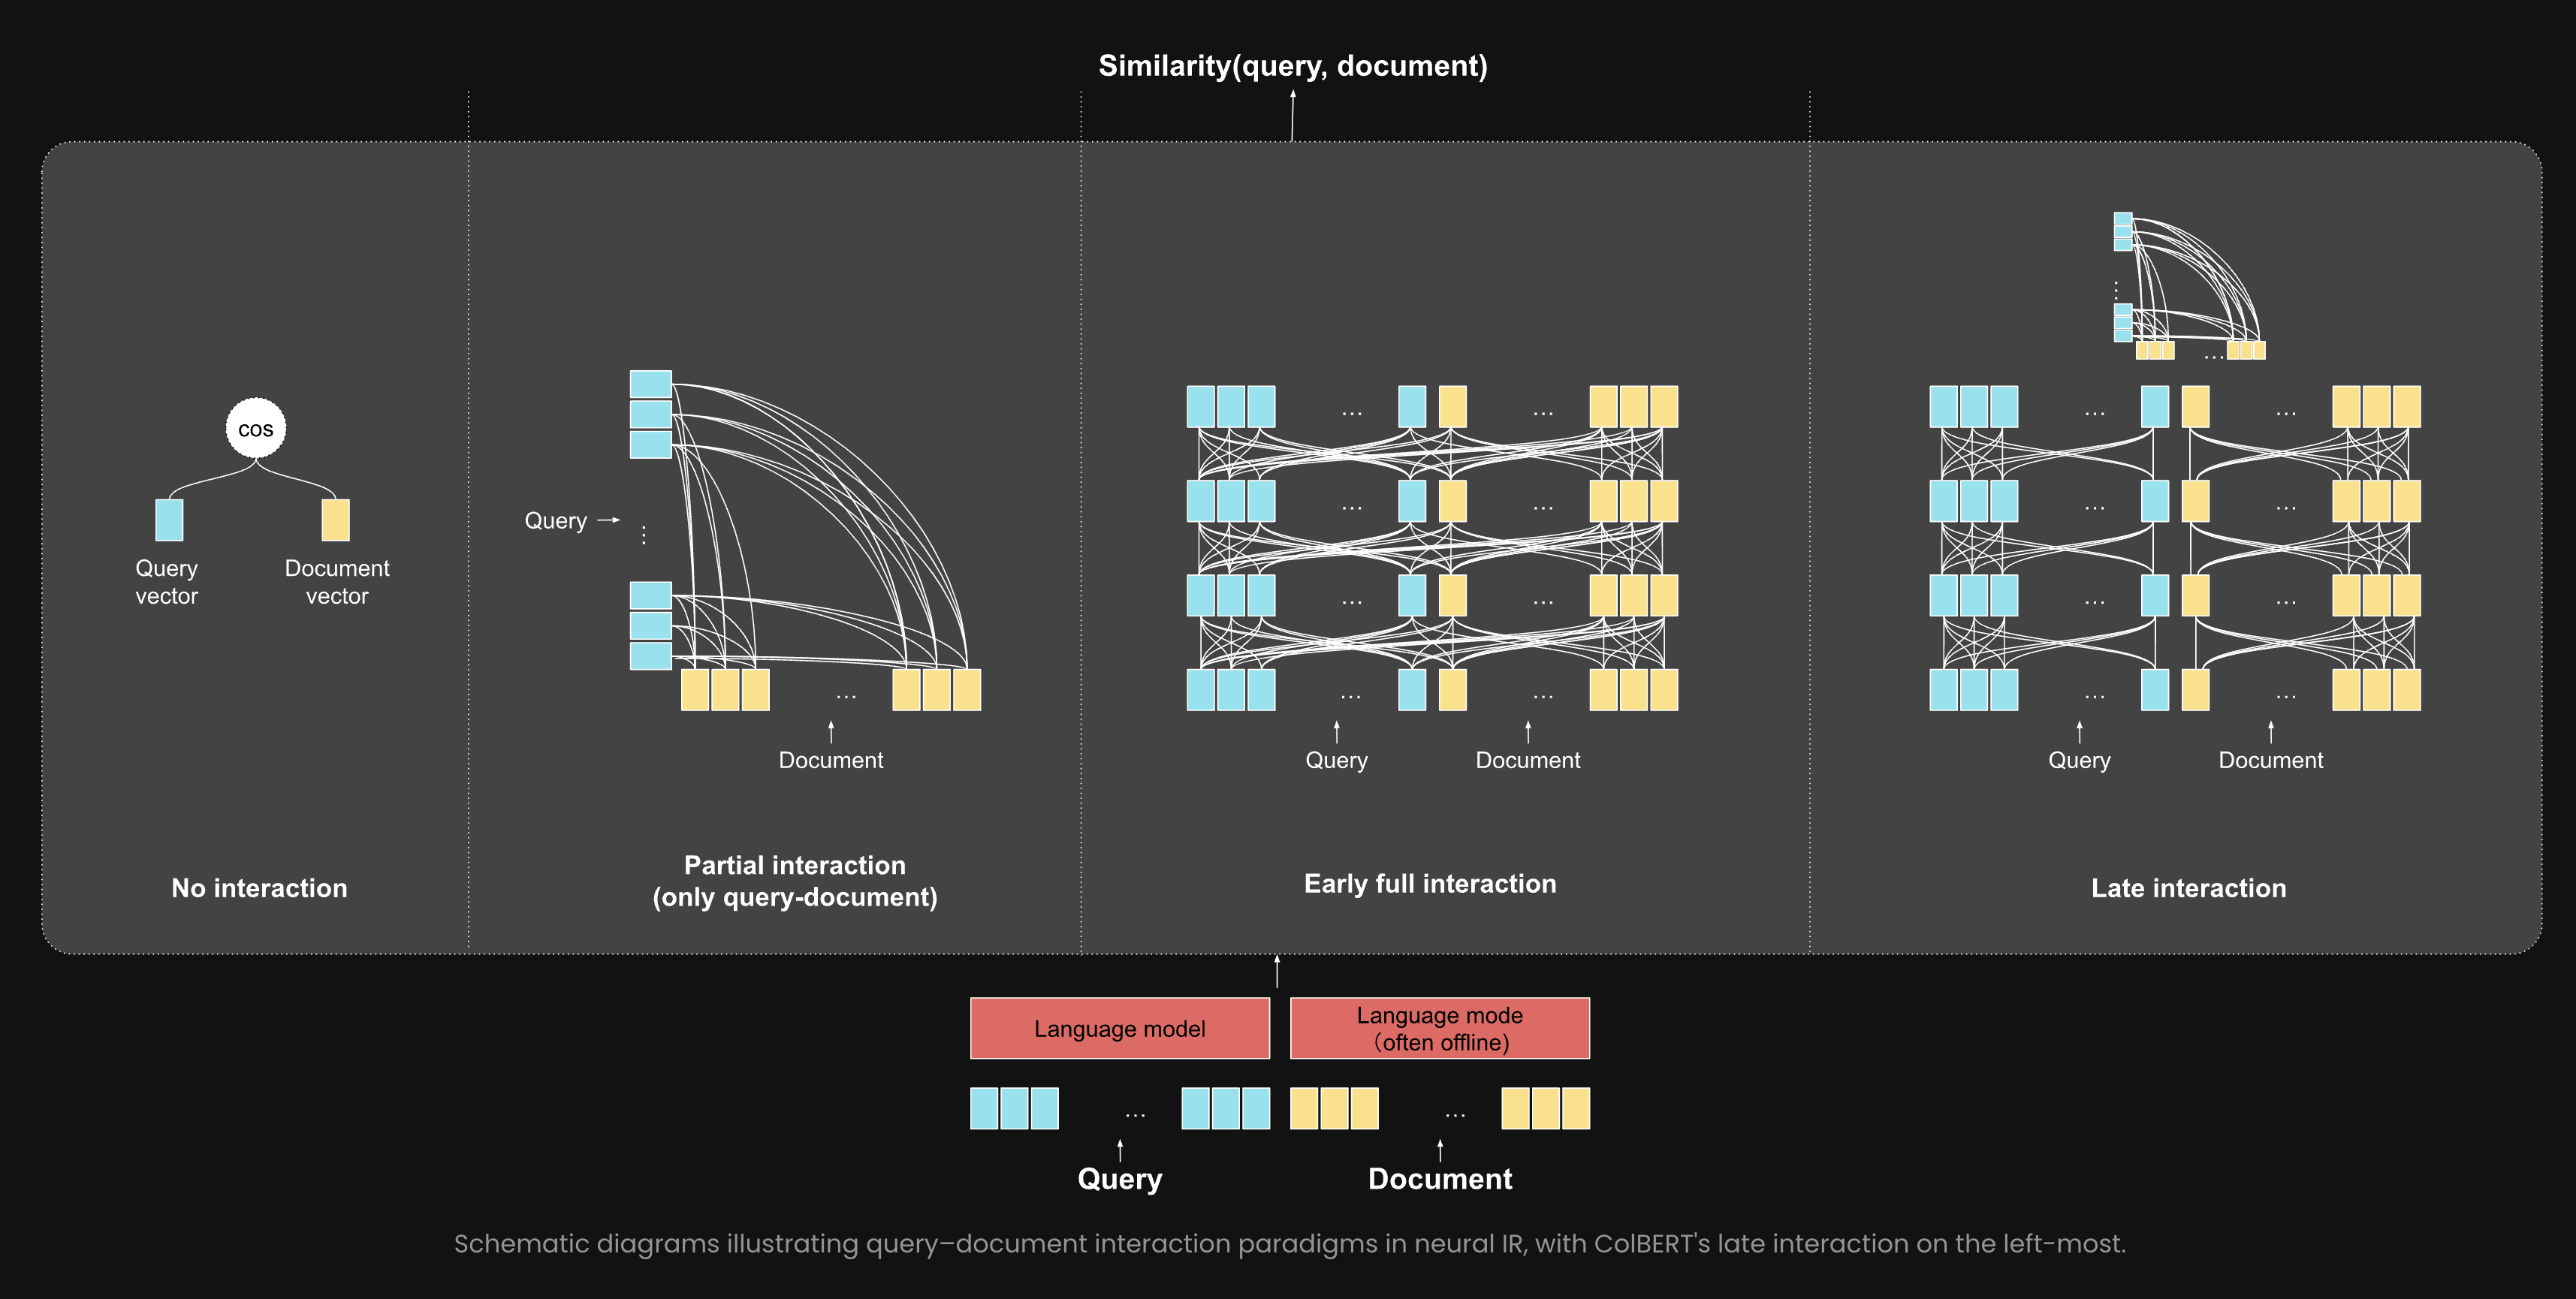 Similarity(query, document)
cos
Query
vector
Document
vector
No interaction
Query
⋮
...
Document
Partial interaction
(only query-document)
... ...
... ...
... ...
... ...
Query Document
Early full interaction
⋮
...
... ...
... ...
... ...
... ...
Query Document
Late interaction
Language model
Language mode
（often offline)
... ...
Query Document
Schematic diagrams illustrating query–document interaction paradigms in neural IR, with ColBERT's late interaction on the left-most.